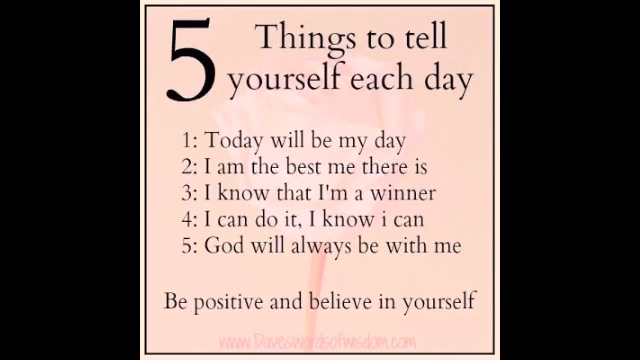 5 Things to tell
yourself each day
1: Today will be my day
2: I am the best me there is
3: I know that I'm a winner
4: I can do it, I know i can
5: God will always be with me
Be positive and believe in yourself
www.Daveswordsofwisdom.com